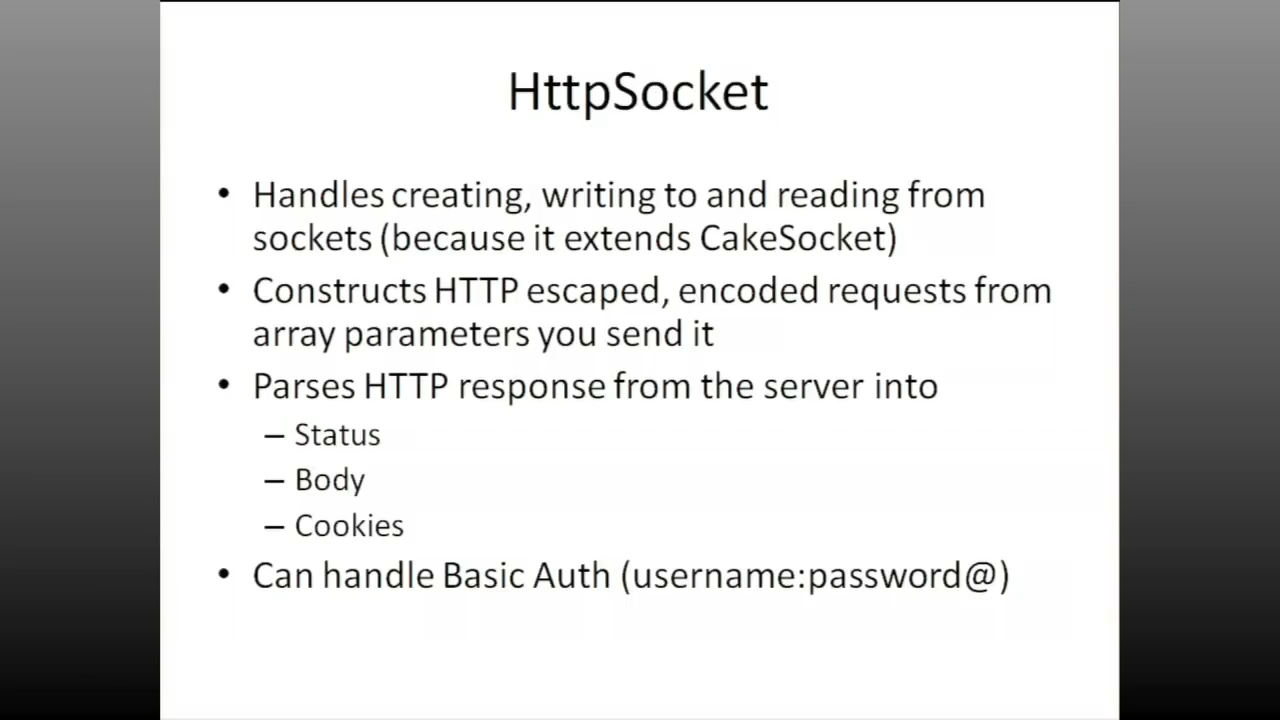 HttpSocket
• Handles creating, writing to and reading from
sockets (because it extends CakeSocket)
• Constructs HTTP escaped, encoded requests from
array parameters you send it
• Parses HTTP response from the server into
– Status
– Body
– Cookies
• Can handle Basic Auth (username:password@)